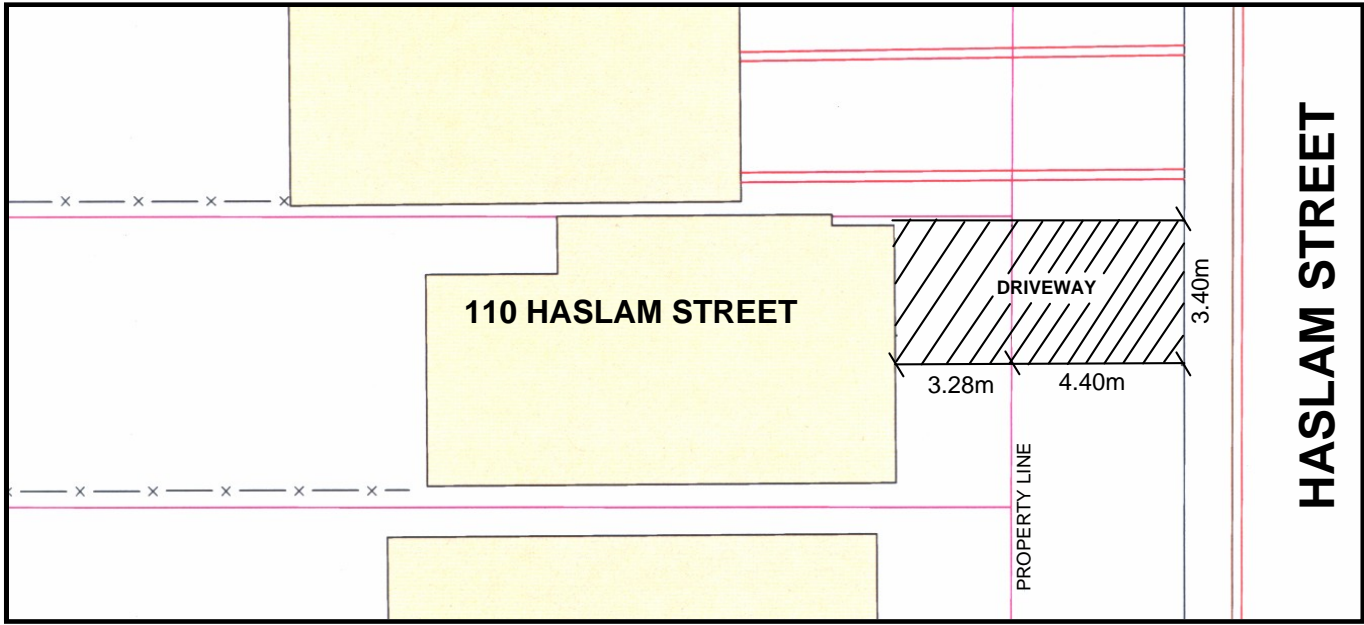 110 HASLAM STREET
DRIVEWAY
3.40m
3.28m
4.40m
PROPERTY LINE
HASLAM STREET